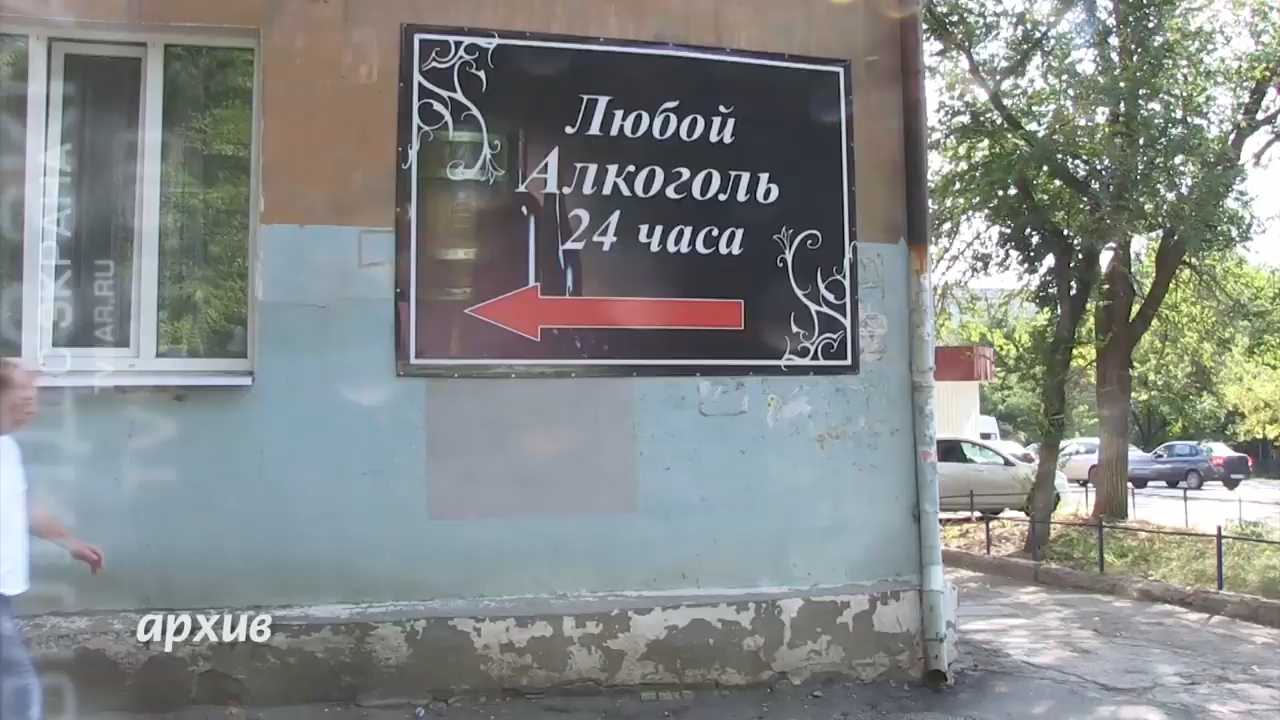 Любой
Алкоголь
24 часа
архив